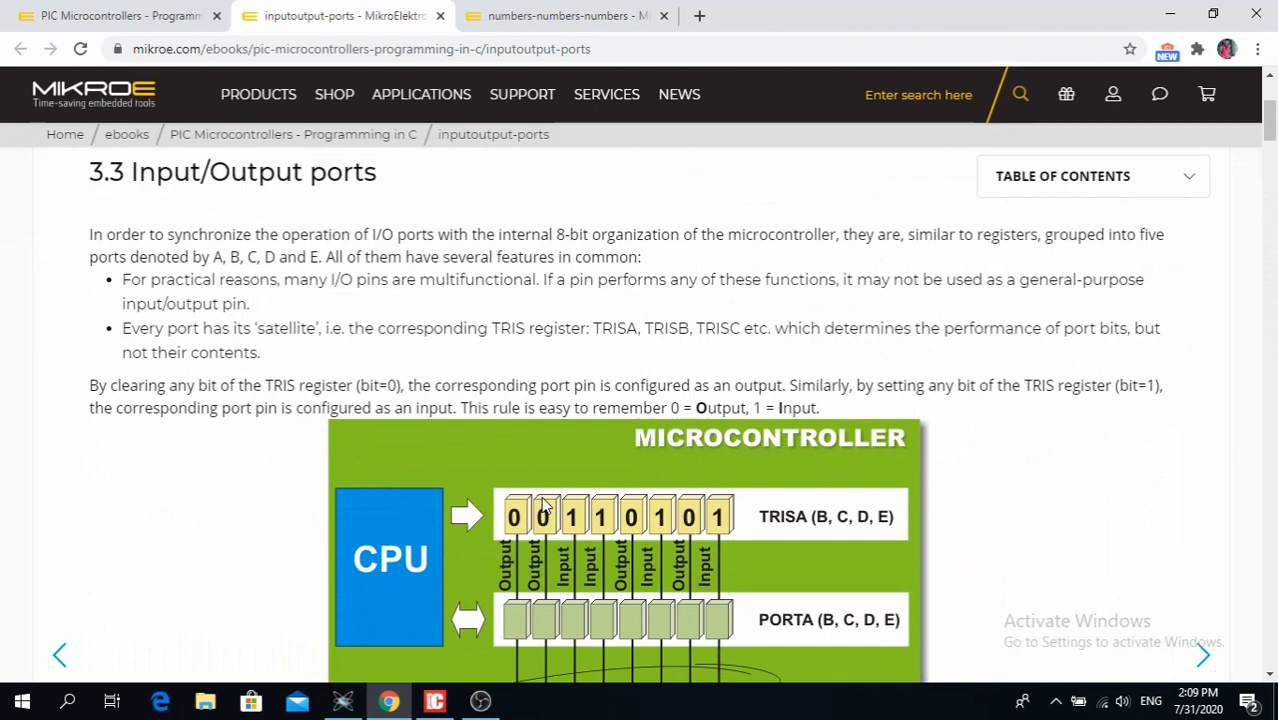 PIC Microcontrollers - Programm
inputoutput-ports - MikroElektro
numbers-numbers-numbers - Mi
mikroe.com/ebooks/pic-microcontrollers-programming-in-c/inputoutput-ports
NEW
MIKROE
Time-saving embedded tools
PRODUCTS SHOP APPLICATIONS SUPPORT SERVICES NEWS
Enter search here
Home / ebooks / PIC Microcontrollers - Programming in C / inputoutput-ports
3.3 Input/Output ports
TABLE OF CONTENTS
In order to synchronize the operation of I/O ports with the internal 8-bit organization of the microcontroller, they are, similar to registers, grouped into five
ports denoted by A, B, C, D and E. All of them have several features in common:
• For practical reasons, many I/O pins are multifunctional. If a pin performs any of these functions, it may not be used as a general-purpose
input/output pin.
• Every port has its ‘satellite’, i.e. the corresponding TRIS register: TRISA, TRISB, TRISC etc. which determines the performance of port bits, but
not their contents.
By clearing any bit of the TRIS register (bit=0), the corresponding port pin is configured as an output. Similarly, by setting any bit of the TRIS register (bit=1),
the corresponding port pin is configured as an input. This rule is easy to remember 0 = Output, 1 = Input.
MICROCONTROLLER
CPU
0 0 1 1 0 1 0 1
TRISA (B, C, D, E)
Output Output Input Input Output Input Output Input
PORTA (B, C, D, E)
Activate Windows
Go to Settings to activate Windows.
iC
ENG
2:09 PM
7/31/2020
2